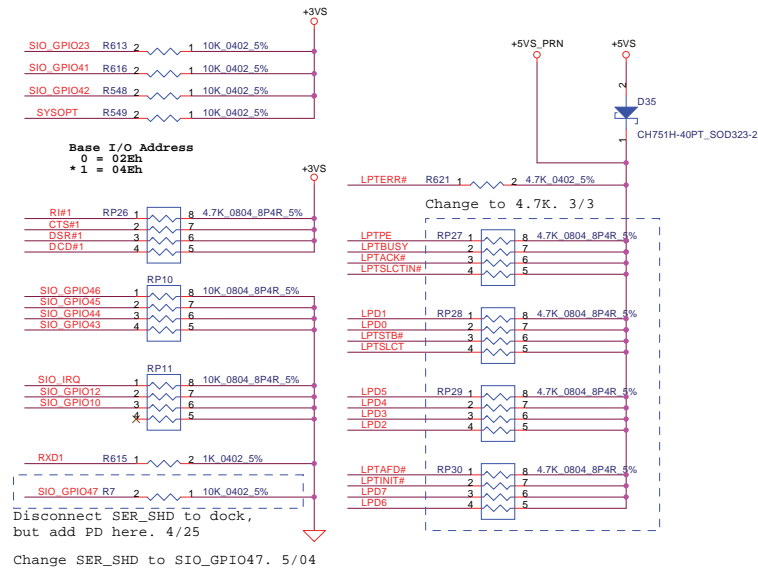 +3VS
SIO_GPIO23 R613 2 1 10K_0402_5%
SIO_GPIO41 R616 2 1 10K_0402_5%
SIO_GPIO42 R548 2 1 10K_0402_5%
SYSOPT R549 2 1 10K_0402_5%
Base I/O Address
0 = 02Eh
* 1 = 04Eh
+3VS
RI#1 RP26 1 8 4.7K_0804_8P4R_5%
CTS#1 2 7
DSR#1 3 6
DCD#1 4 5
RP10
SIO_GPIO46 1 8 10K_0804_8P4R_5%
SIO_GPIO45 2 7
SIO_GPIO44 3 6
SIO_GPIO43 4 5
RP11
SIO_IRQ 1 8 10K_0804_8P4R_5%
SIO_GPIO12 2 7
SIO_GPIO10 3 6
4 5
RXD1 R615 1 2 1K_0402_5%
SIO_GPIO47 R7 2 1 10K_0402_5%
Disconnect SER_SHD to dock,
but add PD here. 4/25
Change SER_SHD to SIO_GPIO47. 5/04
+5VS_PRN +5VS
2
D35
CH751H-40PT_SOD323-2
1
LPTERR# R621 1 2 4.7K_0402_5%
Change to 4.7K. 3/3
LPTPE RP27 1 8 4.7K_0804_8P4R_5%
LPTBUSY 2 7
LPTACK# 3 6
LPTSLCTIN# 4 5
LPD1 RP28 1 8 4.7K_0804_8P4R_5%
LPD0 2 7
LPTSTB# 3 6
LPTSLCT 4 5
LPD5 RP29 1 8 4.7K_0804_8P4R_5%
LPD4 2 7
LPD3 3 6
LPD2 4 5
LPTAFD# RP30 1 8 4.7K_0804_8P4R_5%
LPTINIT# 2 7
LPD7 3 6
LPD6 4 5